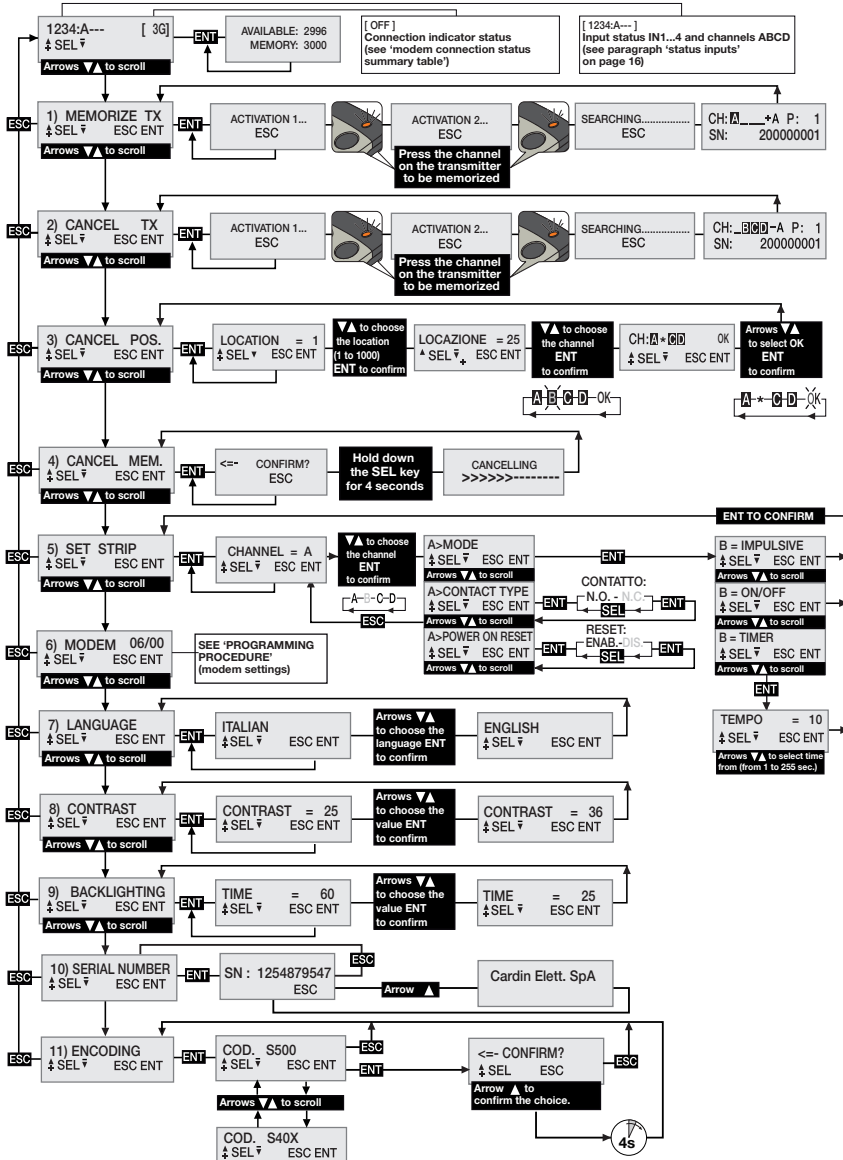 1234:A--- [ 3G]
SEL
Arrows ▼▲ to scroll
ENT
AVAILABLE: 2996
MEMORY: 3000
[ OFF ]
Connection indicator status
(see 'modem connection status
summary table')
[ 1234:A--- ]
Input status IN1...4 and channels ABCD
(see paragraph 'status inputs'
on page 16)
ESC
1) MEMORIZE TX
SEL ESC ENT
Arrows ▼▲ to scroll
ENT
ACTIVATION 1...
ESC
ACTIVATION 2...
ESC
Press the channel
on the transmitter
to be memorized
SEARCHING................
ESC
CH:A___+A P: 1
SN: 200000001
ESC
2) CANCEL TX
SEL ESC ENT
Arrows ▼▲ to scroll
ENT
ACTIVATION 1...
ESC
ACTIVATION 2...
ESC
Press the channel
on the transmitter
to be memorized
SEARCHING................
ESC
CH:_BCD-A P: 1
SN: 200000001
ESC
3) CANCEL POS.
SEL ESC ENT
Arrows ▼▲ to scroll
ENT
LOCATION = 1
SEL ESC ENT
▼▲ to choose
the location
(1 to 1000)
ENT to confirm
LOCAZIONE = 25
SEL ESC ENT
▼▲ to choose
the channel
ENT
to confirm
A-B-C-D-OK
CH:A*CD OK
SEL ESC ENT
Arrows ▼▲
to select OK
ENT
to confirm
A-*-C-D-OK
ESC
4) CANCEL MEM.
SEL ESC ENT
Arrows ▼▲ to scroll
ENT
<=- CONFIRM?
ESC
Hold down
the SEL key
for 4 seconds
CANCELLING
>>>>>>--------
ENT TO CONFIRM
ESC
5) SET STRIP
SEL ESC ENT
Arrows ▼▲ to scroll
ENT
CHANNEL = A
SEL ESC ENT
▼▲ to choose
the channel
ENT
to confirm
A-B-C-D
ESC
A>MODE
SEL ESC ENT
Arrows ▼▲ to scroll
ENT
A>CONTACT TYPE
SEL ESC ENT
Arrows ▼▲ to scroll
ENT
CONTATTO:
N.O. - N.C.
SEL
ENT
A>POWER ON RESET
SEL ESC ENT
Arrows ▼▲ to scroll
ENT
RESET:
ENAB.-DIS.
SEL
ENT
B = IMPULSIVE
SEL ESC ENT
Arrows ▼▲ to scroll
B = ON/OFF
SEL ESC ENT
Arrows ▼▲ to scroll
B = TIMER
SEL ESC ENT
Arrows ▼▲ to scroll
ENT
TEMPO = 10
SEL ESC ENT
Arrows ▼▲ to select time
from (from 1 to 255 sec.)
ESC
6) MODEM 06/00
SEL ESC ENT
Arrows ▼▲ to scroll
SEE 'PROGRAMMING
PROCEDURE'
(modem settings)
ESC
7) LANGUAGE
SEL ESC ENT
Arrows ▼▲ to scroll
ENT
ITALIAN
SEL ESC ENT
Arrows ▼▲
to choose the
language ENT
to confirm
ENGLISH
SEL ESC ENT
ESC
8) CONTRAST
SEL ESC ENT
Arrows ▼▲ to scroll
ENT
CONTRAST = 25
SEL ESC ENT
Arrows ▼▲
to choose the
value ENT
to confirm
CONTRAST = 36
SEL ESC ENT
ESC
9) BACKLIGHTING
SEL ESC ENT
Arrows ▼▲ to scroll
ENT
TIME = 60
SEL ESC ENT
Arrows ▼▲
to choose the
value ENT
to confirm
TIME = 25
SEL ESC ENT
ESC
10) SERIAL NUMBER
SEL ESC ENT
ENT
SN : 1254879547
ESC
ESC
Arrow ▲
Cardin Elett. SpA
ESC
11) ENCODING
SEL ESC ENT
ENT
COD. S500
SEL ESC ENT
ESC
ENT
Arrows ▼▲ to scroll
COD. S40X
SEL ESC ENT
<=- CONFIRM?
SEL ESC
Arrow ▲ to
confirm the choice.
ESC
4s